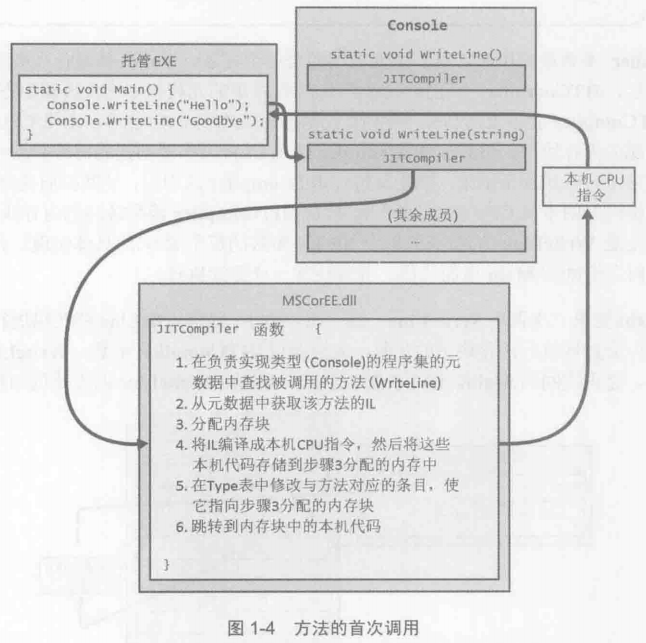 托管EXE
static void Main() {
Console.WriteLine(“Hello”);
Console.WriteLine(“Goodbye”);
}
Console
static void WriteLine()
JITCompiler
static void WriteLine(string)
JITCompiler
(其余成员)
...
本机 CPU
指令
MSCorEE.dll
JITCompiler 函数 {
1. 在负责实现类型(Console)的程序集的元
数据中查找被调用的方法(WriteLine)
2. 从元数据中获取该方法的IL
3. 分配内存块
4. 将IL编译成本机CPU指令，然后将这些
本机代码存储到步骤3分配的内存中
5. 在Type表中修改与方法对应的条目，使
它指向步骤3分配的内存块
6. 跳转到内存块中的本机代码
}
图 1-4 方法的首次调用